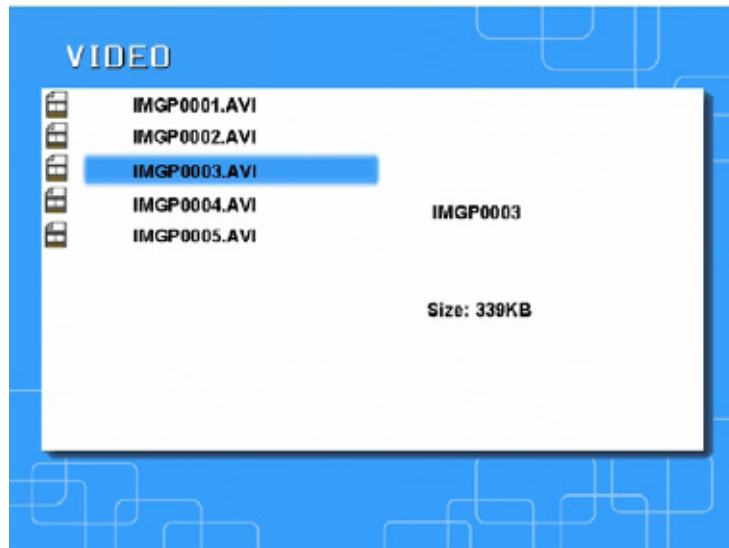 VIDEO
IMGP0001.AVI
IMGP0002.AVI
IMGP0003.AVI
IMGP0004.AVI
IMGP0005.AVI
IMGP0003
Size: 339KB